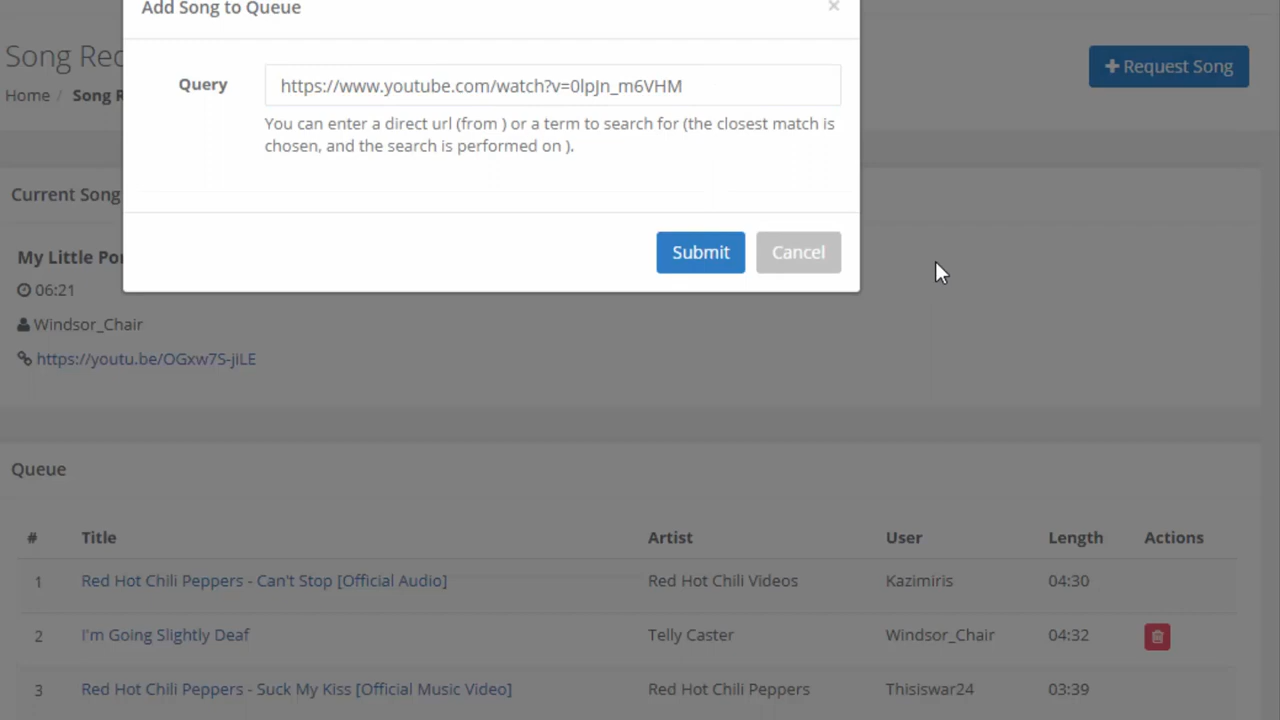 Add Song to Queue
×
Song Rec
+ Request Song
Query
https://www.youtube.com/watch?v=0lpJn_m6VHM
Home / Song R
You can enter a direct url (from ) or a term to search for (the closest match is
chosen, and the search is performed on ).
Current Song
Submit
Cancel
My Little Por
06:21
Windsor_Chair
https://youtu.be/OGxw7S-jiLE
Queue
# Title Artist User Length Actions
1 Red Hot Chili Peppers - Can't Stop [Official Audio] Red Hot Chili Videos Kazimiris 04:30
2 I'm Going Slightly Deaf Telly Caster Windsor_Chair 04:32
3 Red Hot Chili Peppers - Suck My Kiss [Official Music Video] Red Hot Chili Peppers Thisiswar24 03:39